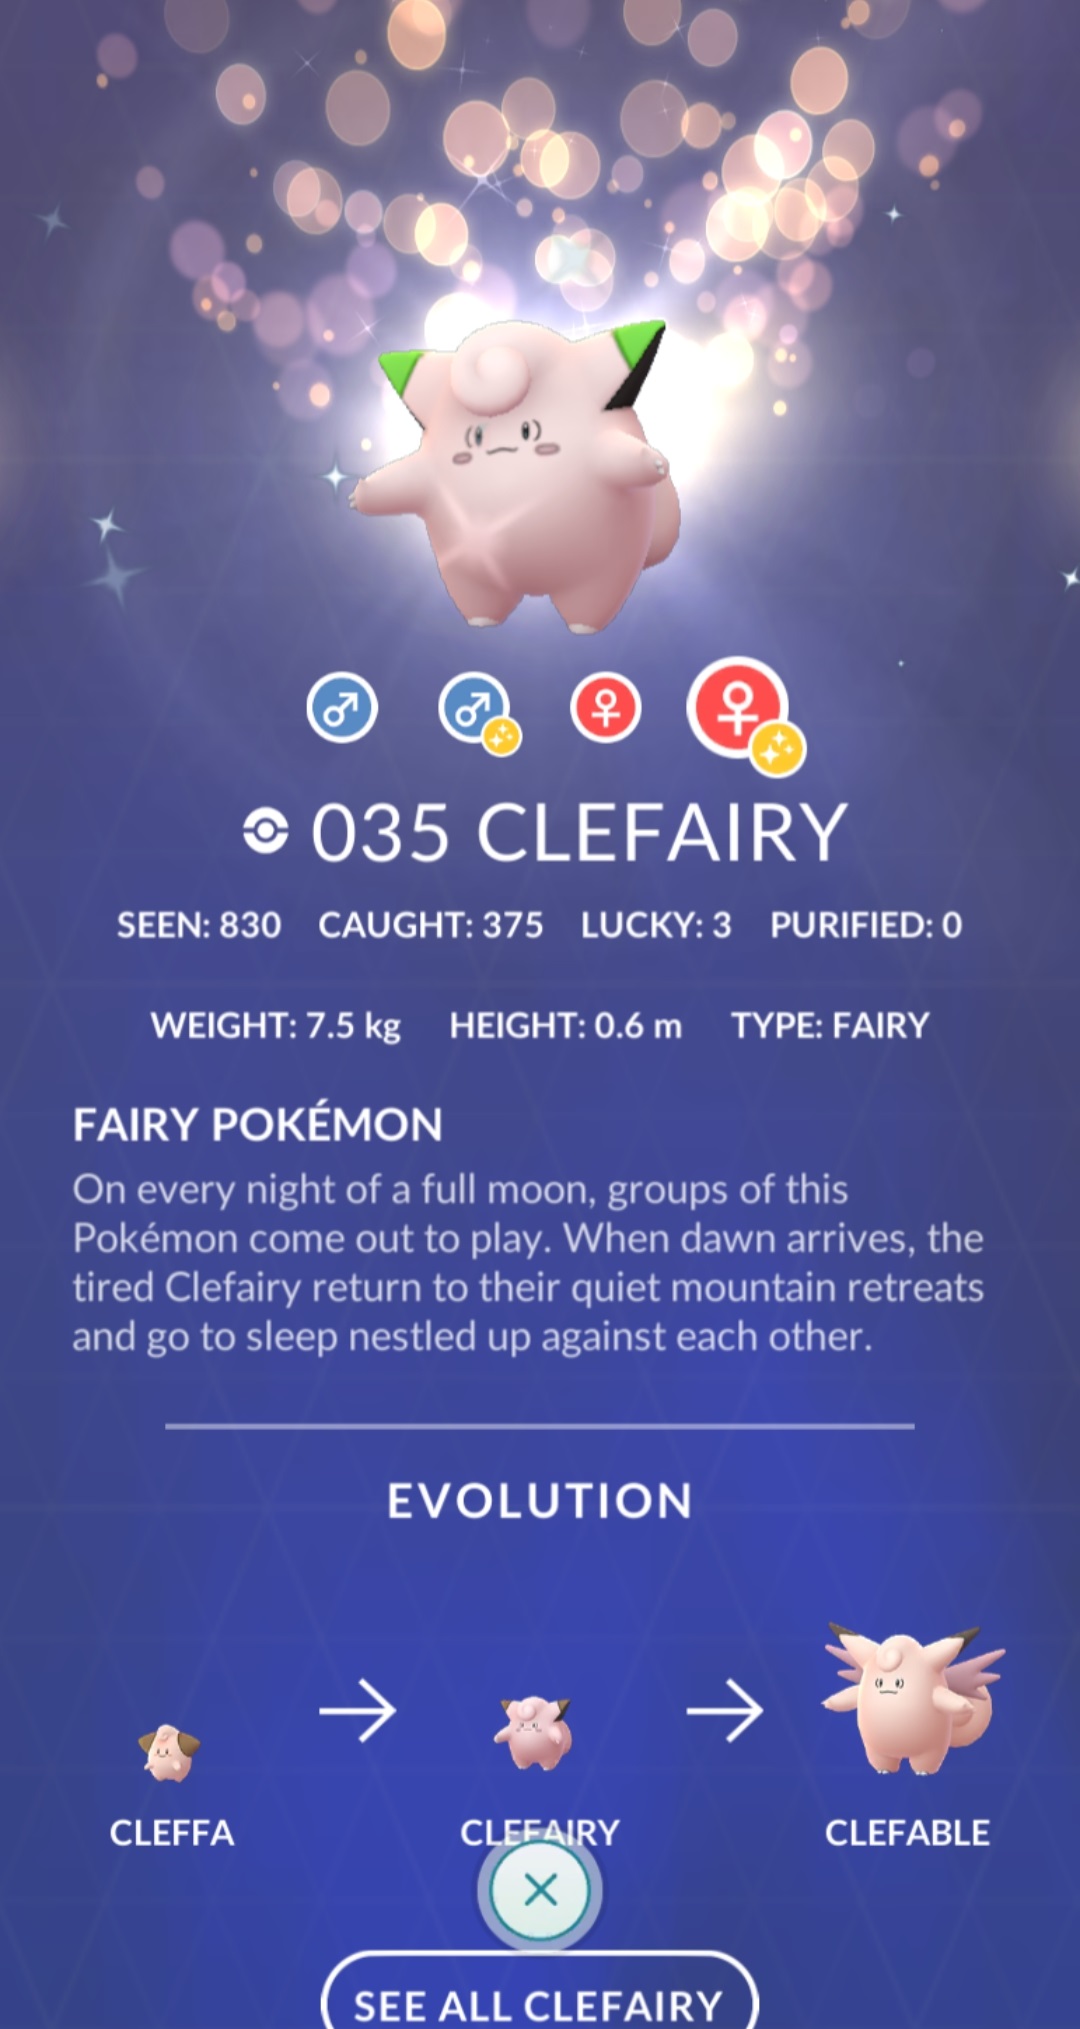 035 CLEFAIRY
SEEN: 830 CAUGHT: 375 LUCKY: 3 PURIFIED: 0
WEIGHT: 7.5 kg HEIGHT: 0.6 m TYPE: FAIRY
FAIRY POKÉMON
On every night of a full moon, groups of this
Pokémon come out to play. When dawn arrives, the
tired Clefairy return to their quiet mountain retreats
and go to sleep nestled up against each other.
EVOLUTION
CLEFFA CLEFAIRY CLEFABLE
SEE ALL CLEFAIRY